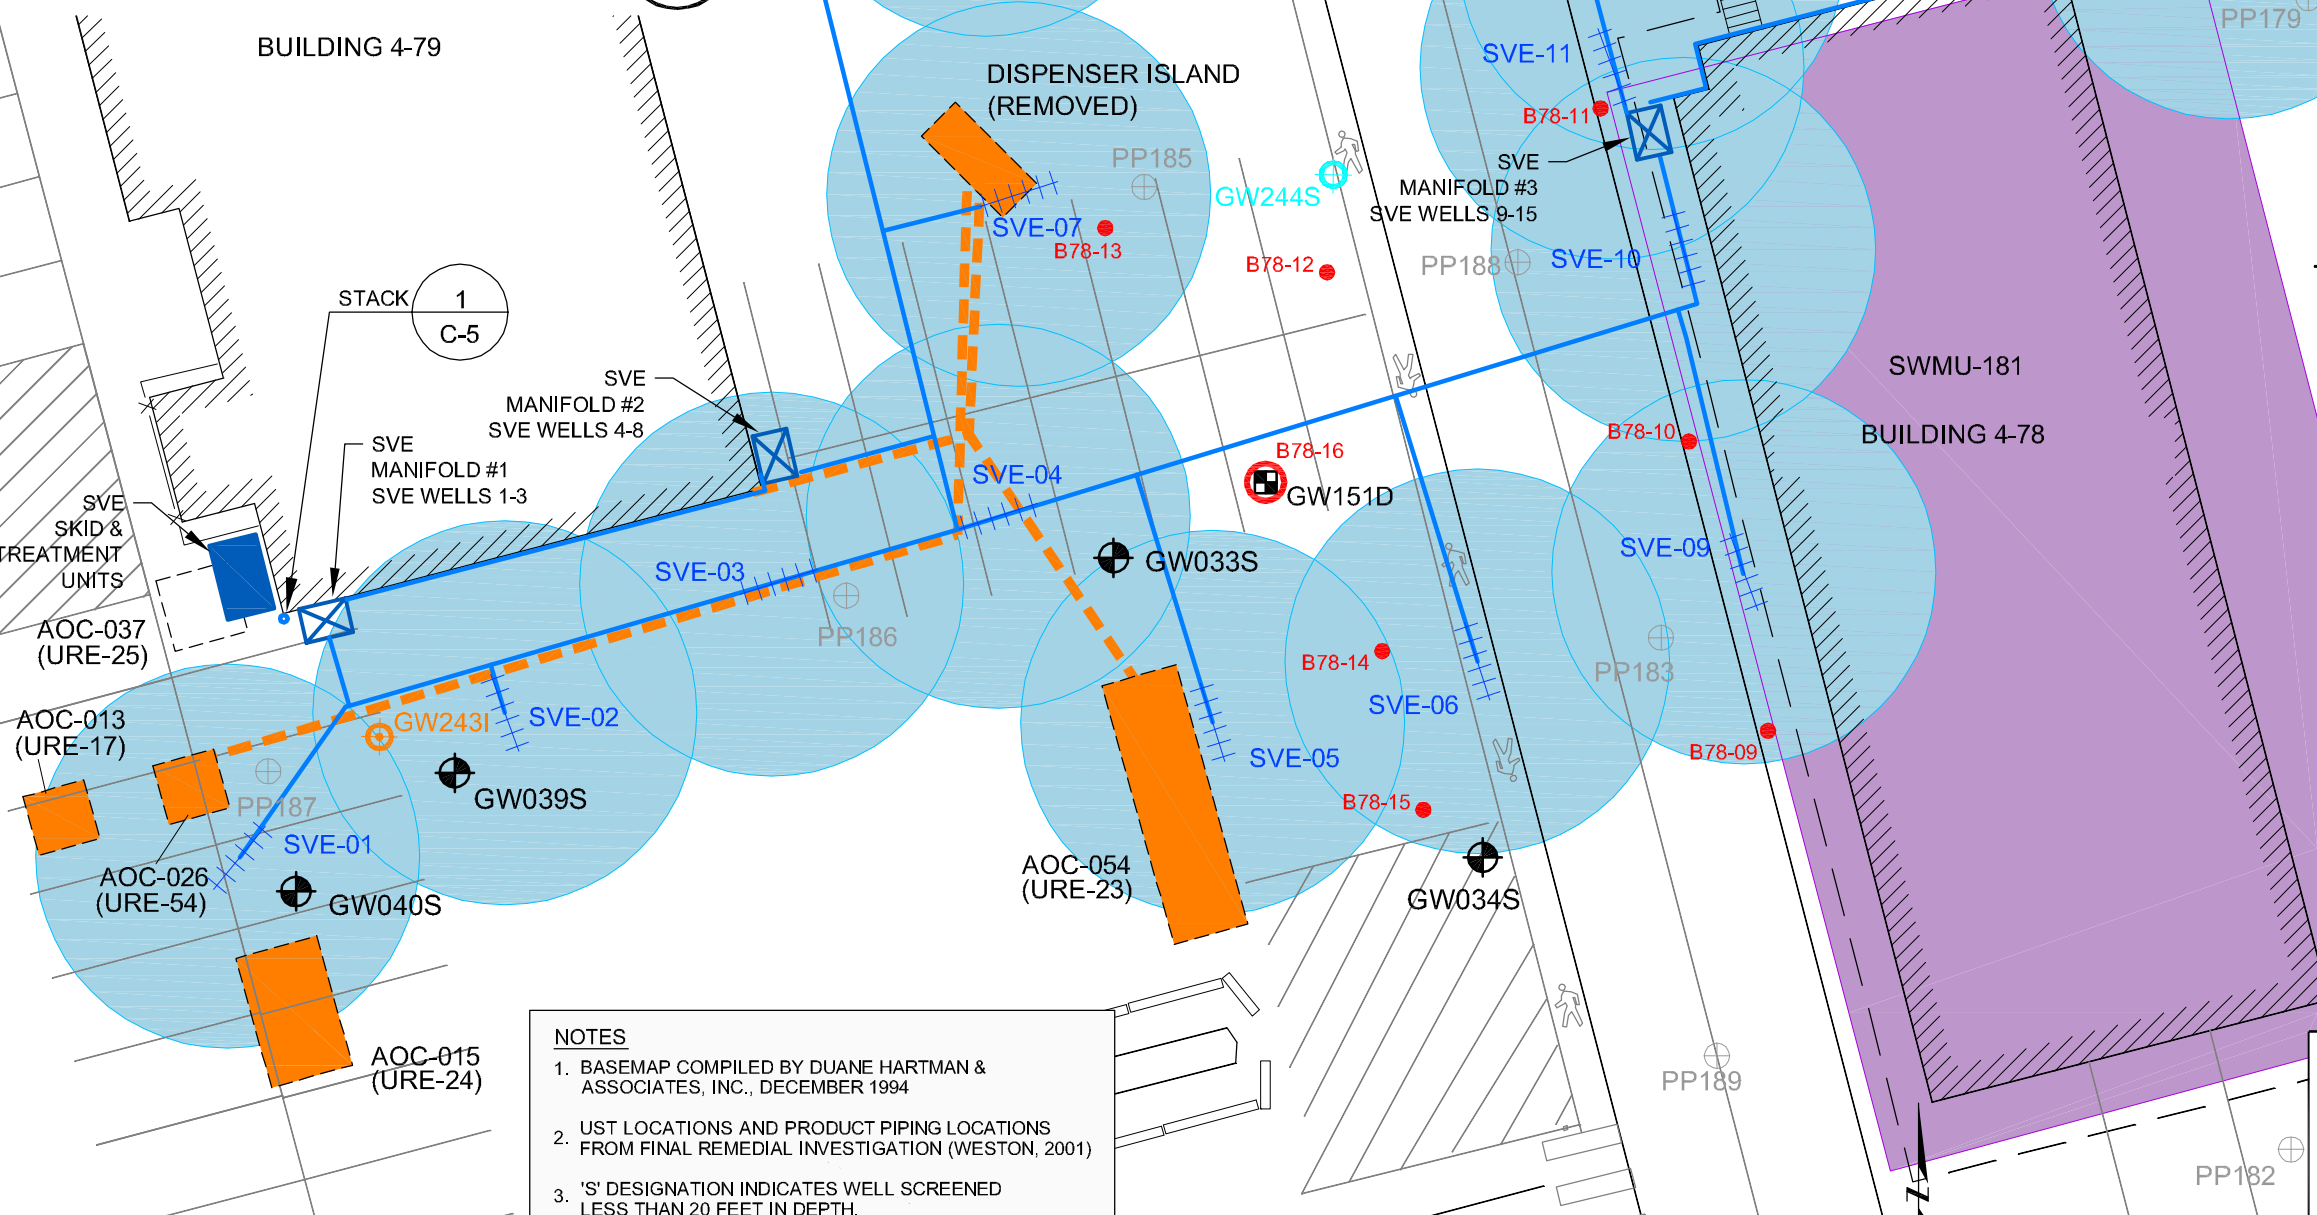 BUILDING 4-79
DISPENSER ISLAND
(REMOVED)
SVE-11
PP179
B78-11
PP185
GW244S
SVE
MANIFOLD #3
SVE WELLS 9-15
SVE-07
B78-13
B78-12
PP188
SVE-10
STACK
1
C-5
SVE
MANIFOLD #2
SVE WELLS 4-8
SWMU-181
BUILDING 4-78
B78-10
SVE
MANIFOLD #1
SVE WELLS 1-3
B78-16
GW151D
SVE-04
SVE
SKID &
TREATMENT
UNITS
SVE-03
GW033S
SVE-09
AOC-037
(URE-25)
PP186
B78-14
PP183
SVE-06
AOC-013
(URE-17)
GW243I
SVE-02
SVE-05
B78-09
GW039S
PP187
B78-15
SVE-01
AOC-026
(URE-54)
GW040S
AOC-054
(URE-23)
GW034S
AOC-015
(URE-24)
PP189
PP182
NOTES
1. BASEMAP COMPILED BY DUANE HARTMAN &
ASSOCIATES, INC., DECEMBER 1994
2. UST LOCATIONS AND PRODUCT PIPING LOCATIONS
FROM FINAL REMEDIAL INVESTIGATION (WESTON, 2001)
3. 'S' DESIGNATION INDICATES WELL SCREENED
LESS THAN 20 FEET IN DEPTH.
N